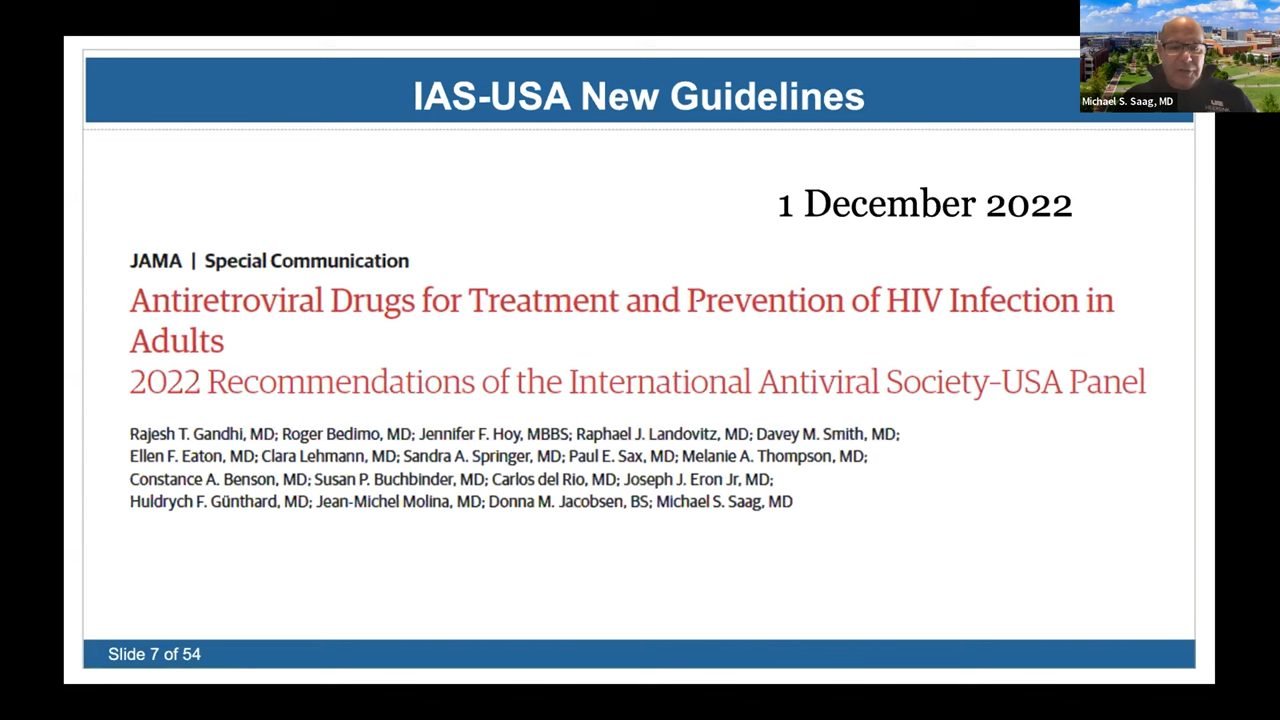 IAS-USA New Guidelines
Michael S. Saag, MD
1 December 2022
JAMA | Special Communication
Antiretroviral Drugs for Treatment and Prevention of HIV Infection in
Adults
2022 Recommendations of the International Antiviral Society–USA Panel
Rajesh T. Gandhi, MD; Roger Bedimo, MD; Jennifer F. Hoy, MBBS; Raphael J. Landovitz, MD; Davey M. Smith, MD;
Ellen F. Eaton, MD; Clara Lehmann, MD; Sandra A. Springer, MD; Paul E. Sax, MD; Melanie A. Thompson, MD;
Constance A. Benson, MD; Susan P. Buchbinder, MD; Carlos del Rio, MD; Joseph J. Eron Jr, MD;
Huldrych F. Günthard, MD; Jean-Michel Molina, MD; Donna M. Jacobsen, BS; Michael S. Saag, MD
Slide 7 of 54